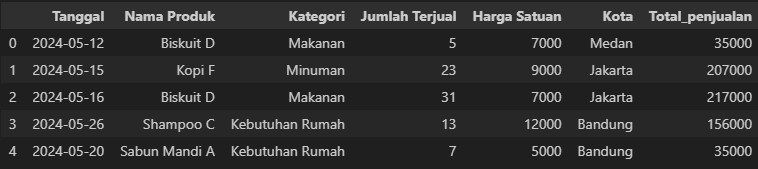 Tanggal Nama Produk Kategori Jumlah Terjual Harga Satuan Kota Total_penjualan
0 2024-05-12 Biskuit D Makanan 5 7000 Medan 35000
1 2024-05-15 Kopi F Minuman 23 9000 Jakarta 207000
2 2024-05-16 Biskuit D Makanan 31 7000 Jakarta 217000
3 2024-05-26 Shampoo C Kebutuhan Rumah 13 12000 Bandung 156000
4 2024-05-20 Sabun Mandi A Kebutuhan Rumah 7 5000 Bandung 35000